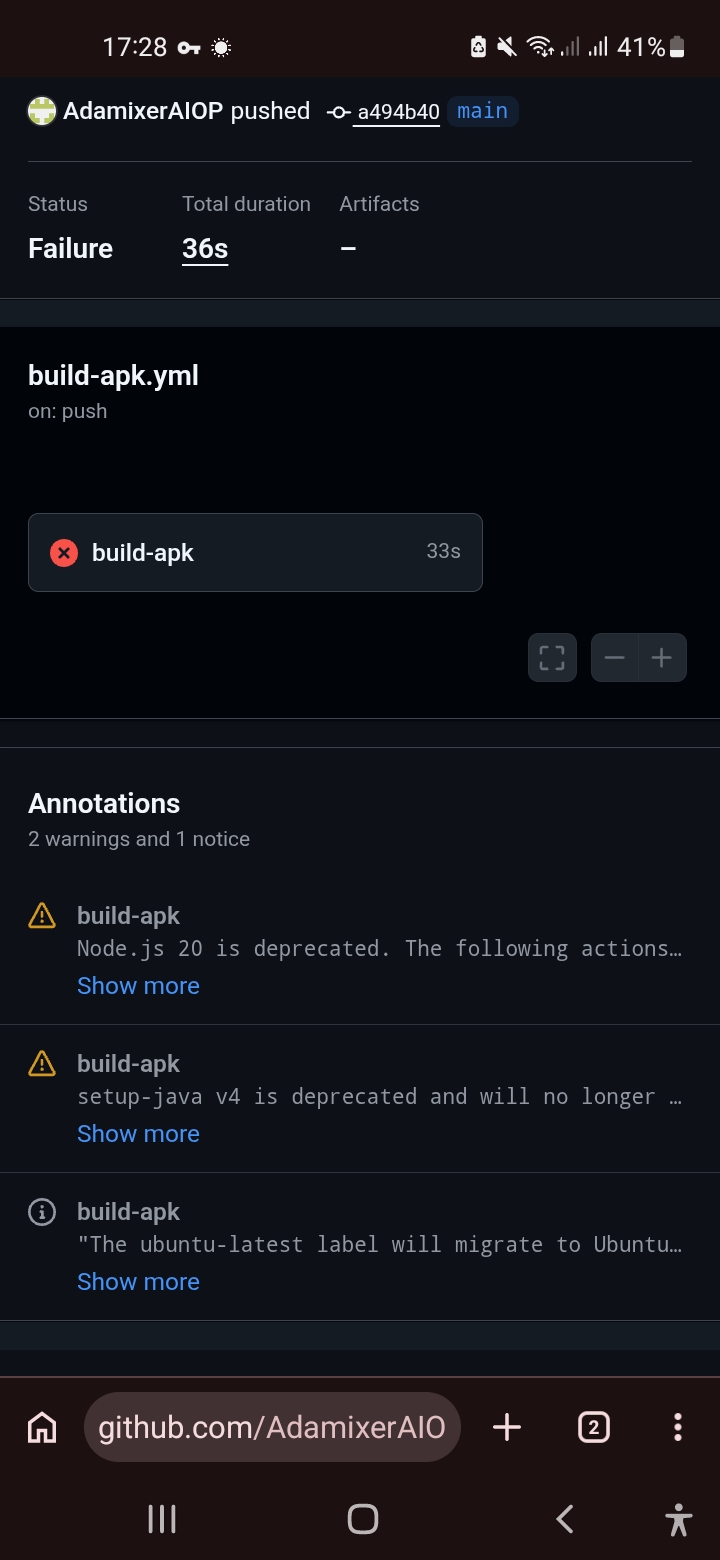 17:28
41%
AdamixerAIOP pushed a494b40 main
Status Total duration Artifacts
Failure 36s –
build-apk.yml
on: push
build-apk 33s
Annotations
2 warnings and 1 notice
build-apk
Node.js 20 is deprecated. The following actions…
Show more
build-apk
setup-java v4 is deprecated and will no longer …
Show more
build-apk
"The ubuntu-latest label will migrate to Ubuntu…
Show more
github.com/AdamixerAIO
2